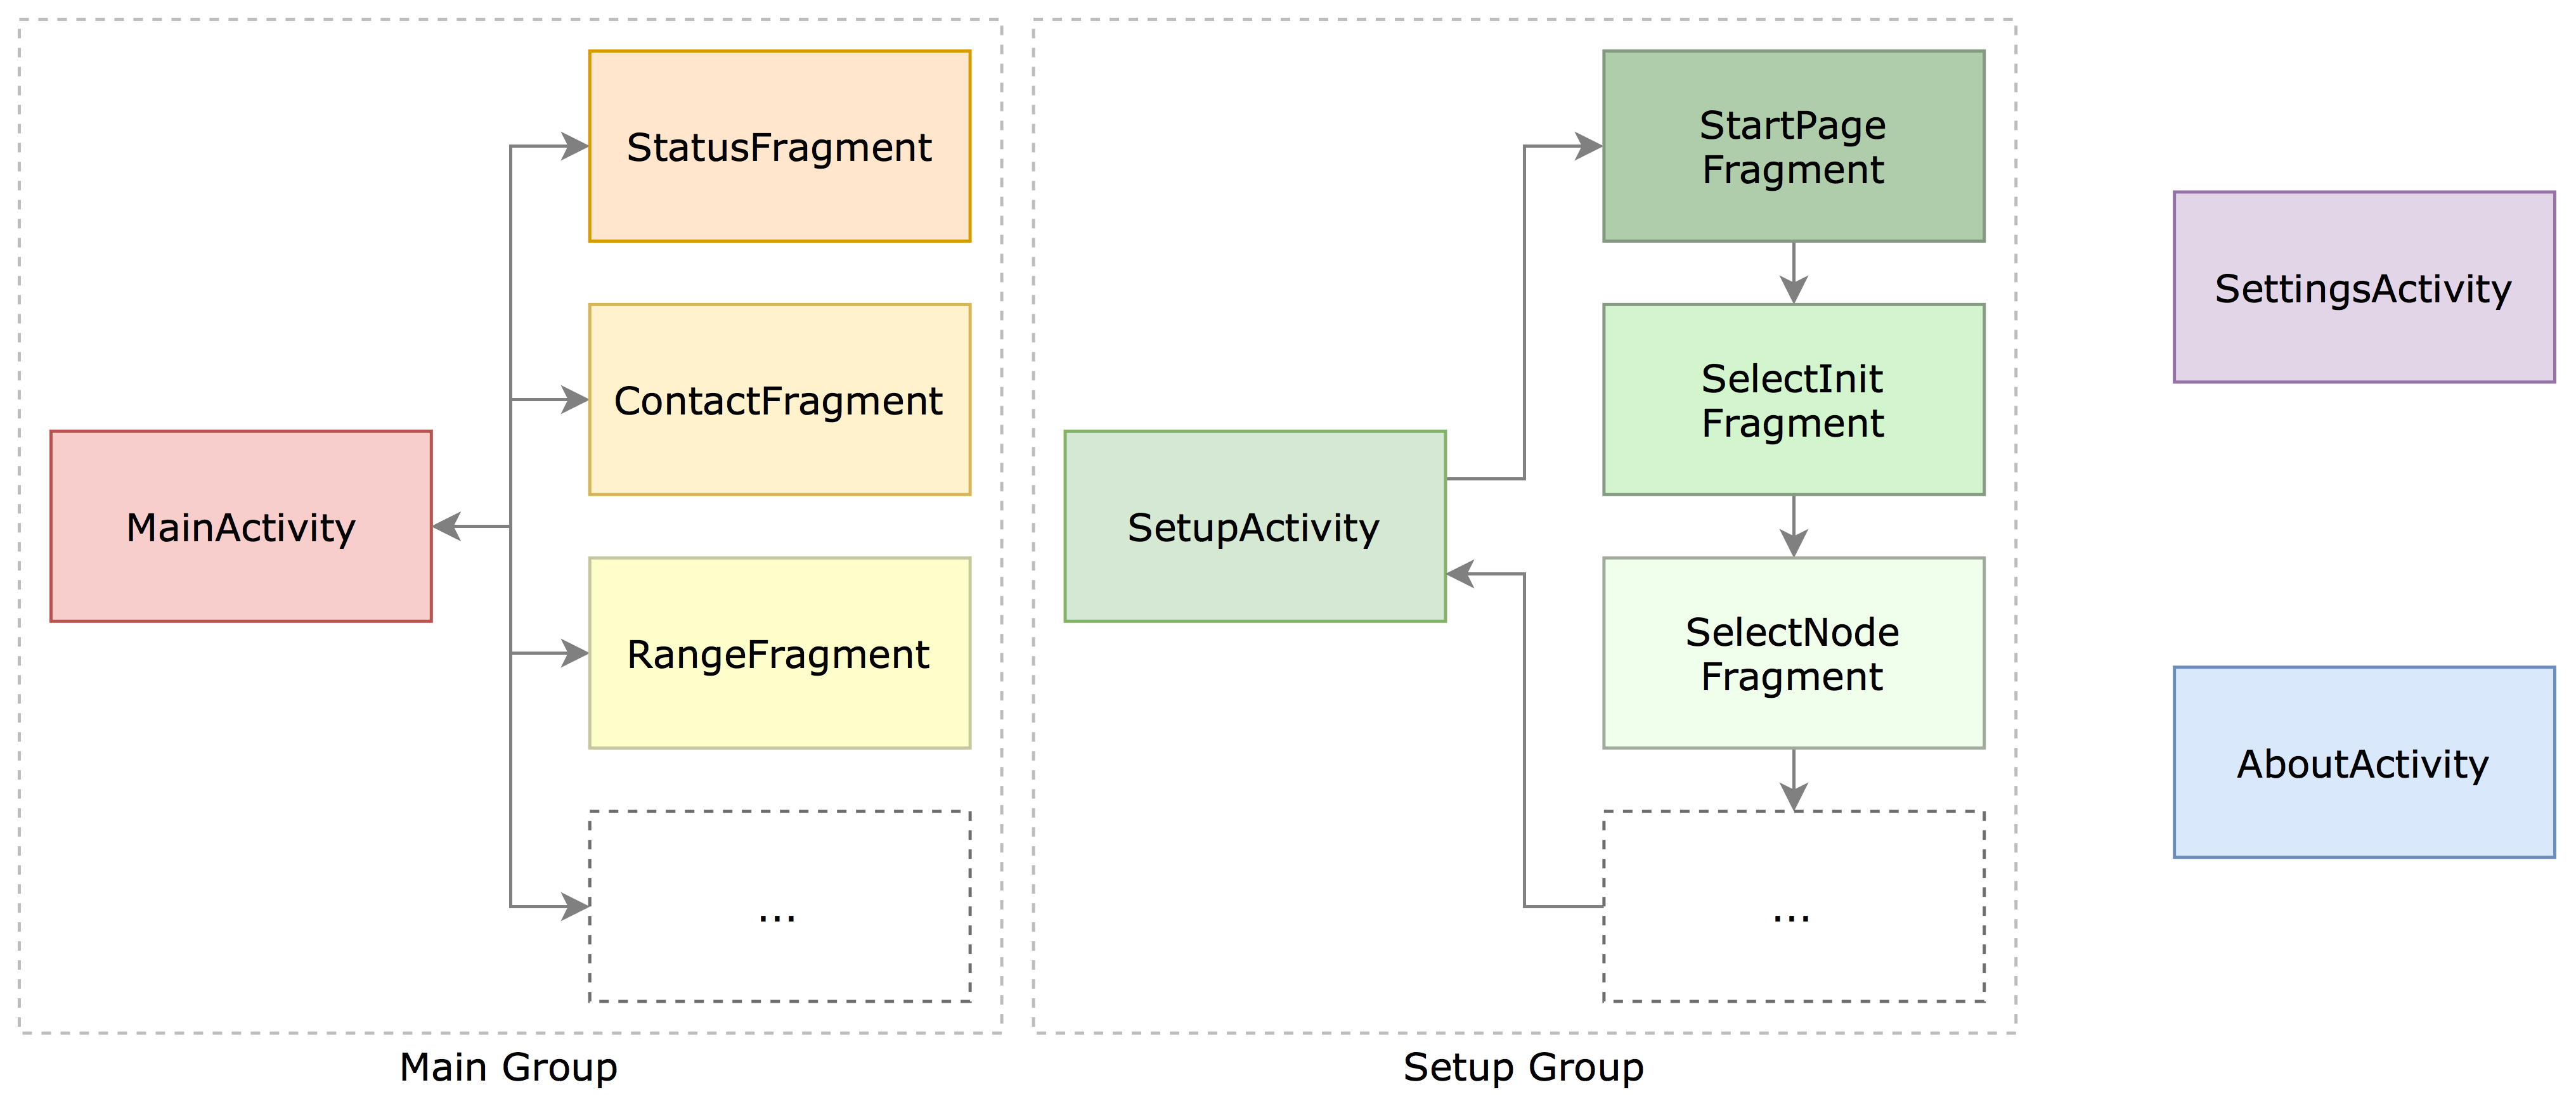 StatusFragment
ContactFragment
MainActivity
RangeFragment
...
Main Group
StartPage
Fragment
SelectInit
Fragment
SetupActivity
SelectNode
Fragment
...
Setup Group
SettingsActivity
AboutActivity